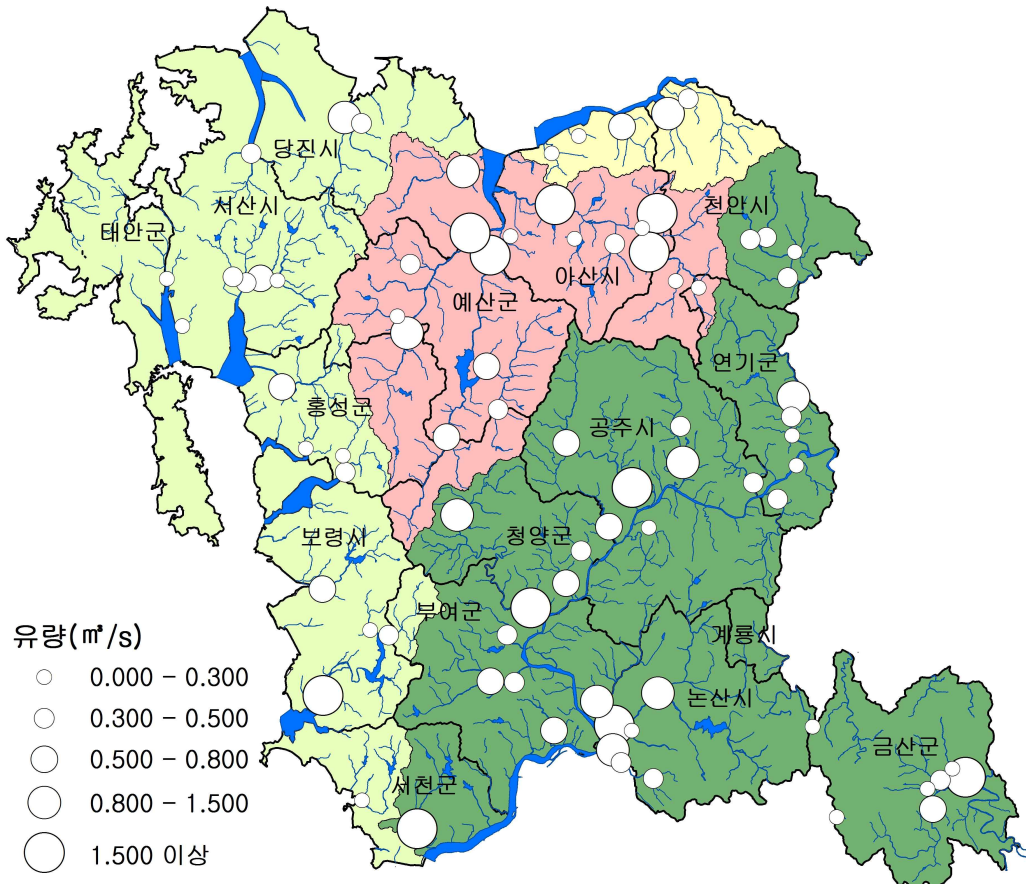 당진시
서산시
태안군
천안시
아산시
예산군
연기군
홍성군
공주시
청양군
보령시
부여군
계룡시
논산시
금산군
서천군
유량(㎥/s)
0.000 - 0.300
0.300 - 0.500
0.500 - 0.800
0.800 - 1.500
1.500 이상